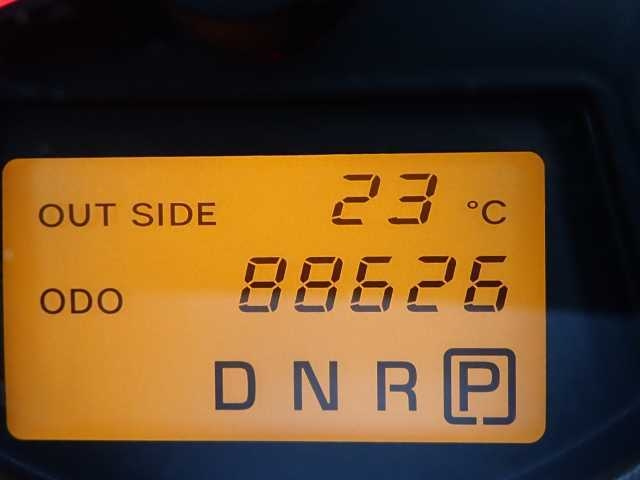 OUT SIDE 23 °C
ODO 88626
D N R P